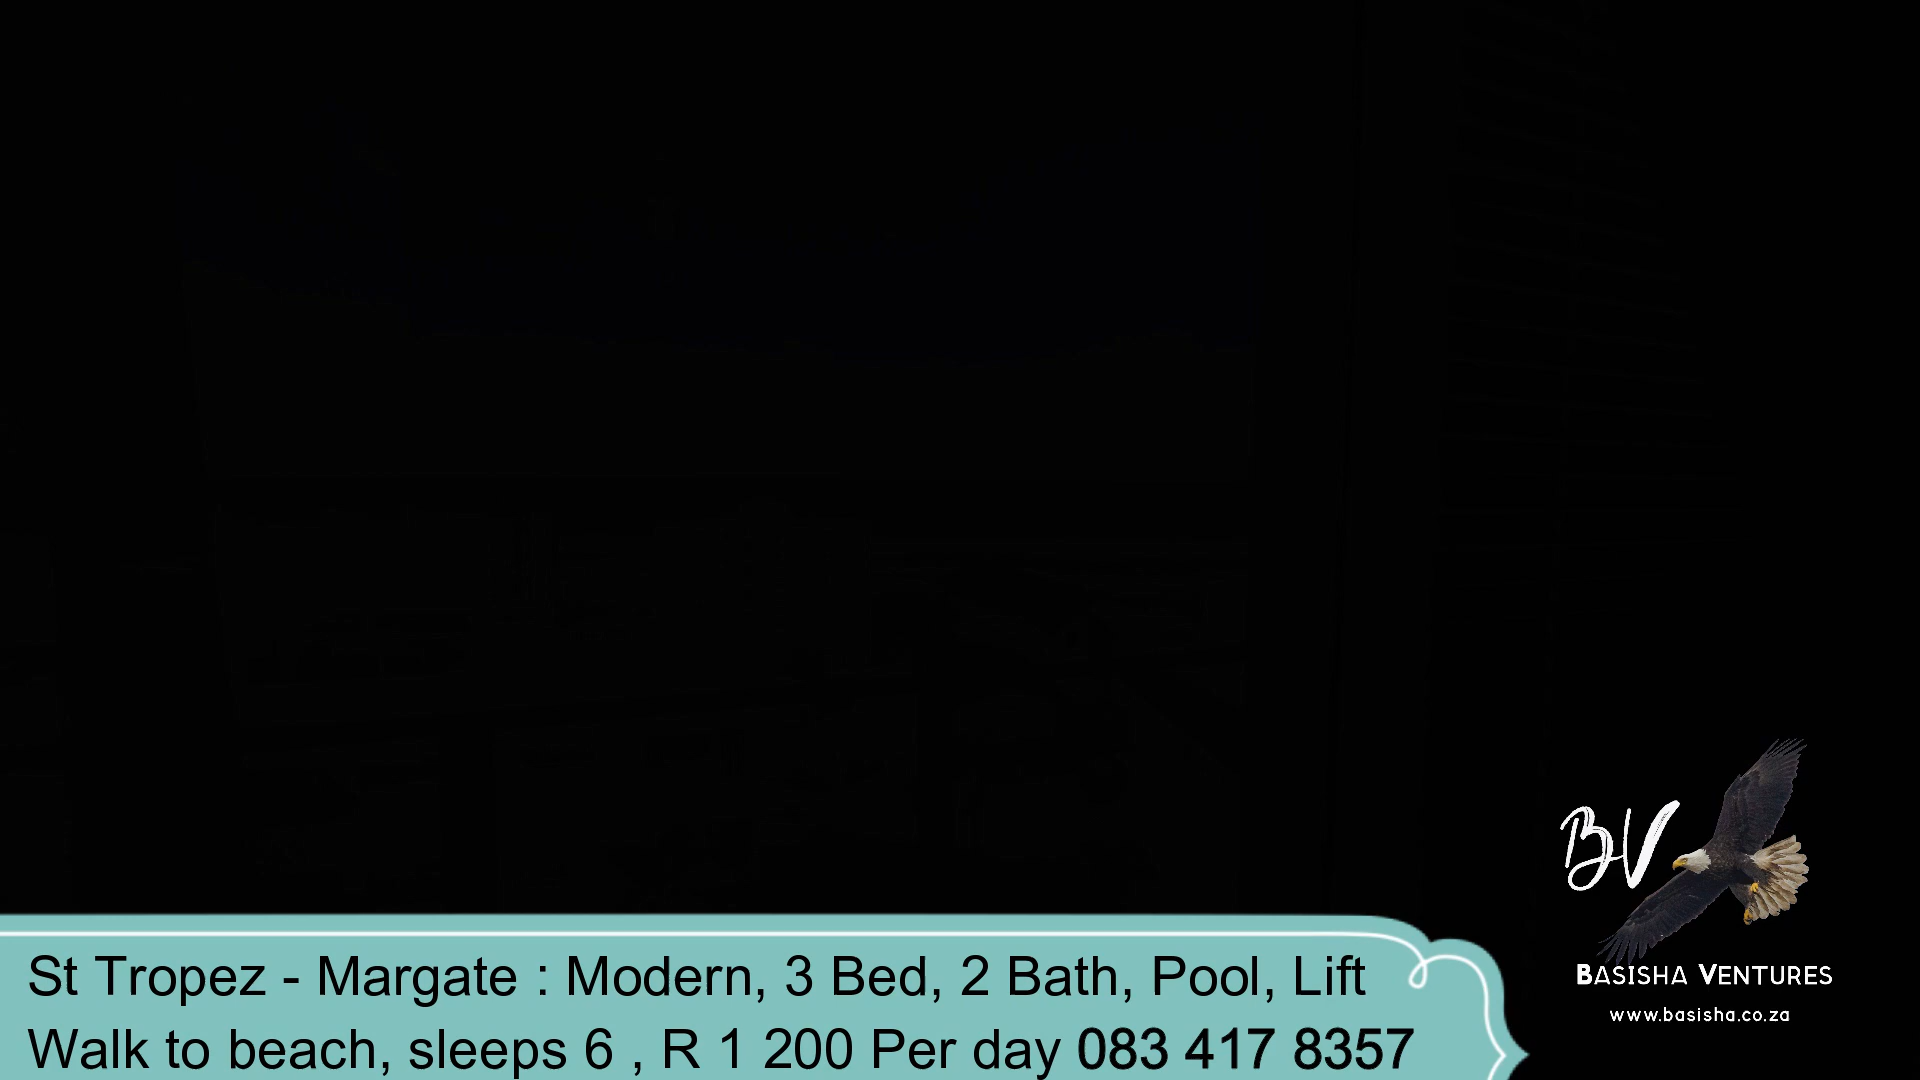 St Tropez - Margate : Modern, 3 Bed, 2 Bath, Pool, Lift
Walk to beach, sleeps 6 , R 1 200 Per day 083 417 8357
BV
BASISHA VENTURES
www.basisha.co.za